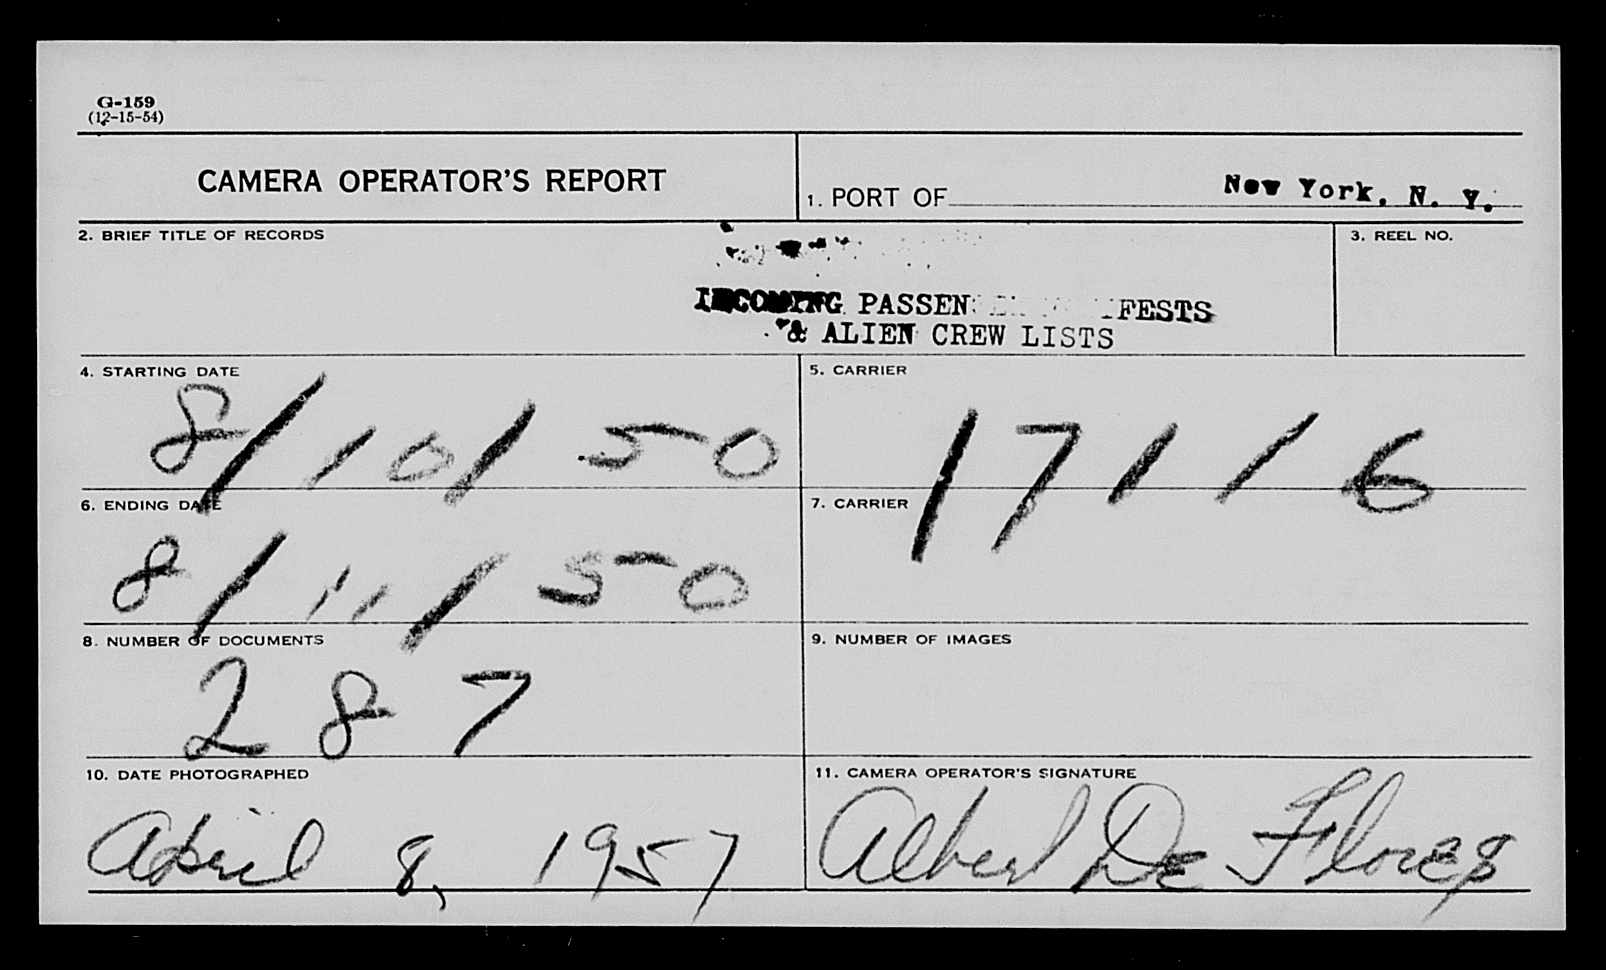 G-159
(12-15-54)
CAMERA OPERATOR'S REPORT
1. PORT OF New York, N. Y.
2. BRIEF TITLE OF RECORDS
3. REEL NO.
INCOMING PASSEN FESTS
& ALIEN CREW LISTS
4. STARTING DATE
8/10/50
5. CARRIER
17116
6. ENDING DATE
8/11/50
7. CARRIER
8. NUMBER OF DOCUMENTS
287
9. NUMBER OF IMAGES
10. DATE PHOTOGRAPHED
April 8, 1957
11. CAMERA OPERATOR'S SIGNATURE
Albert De Flores